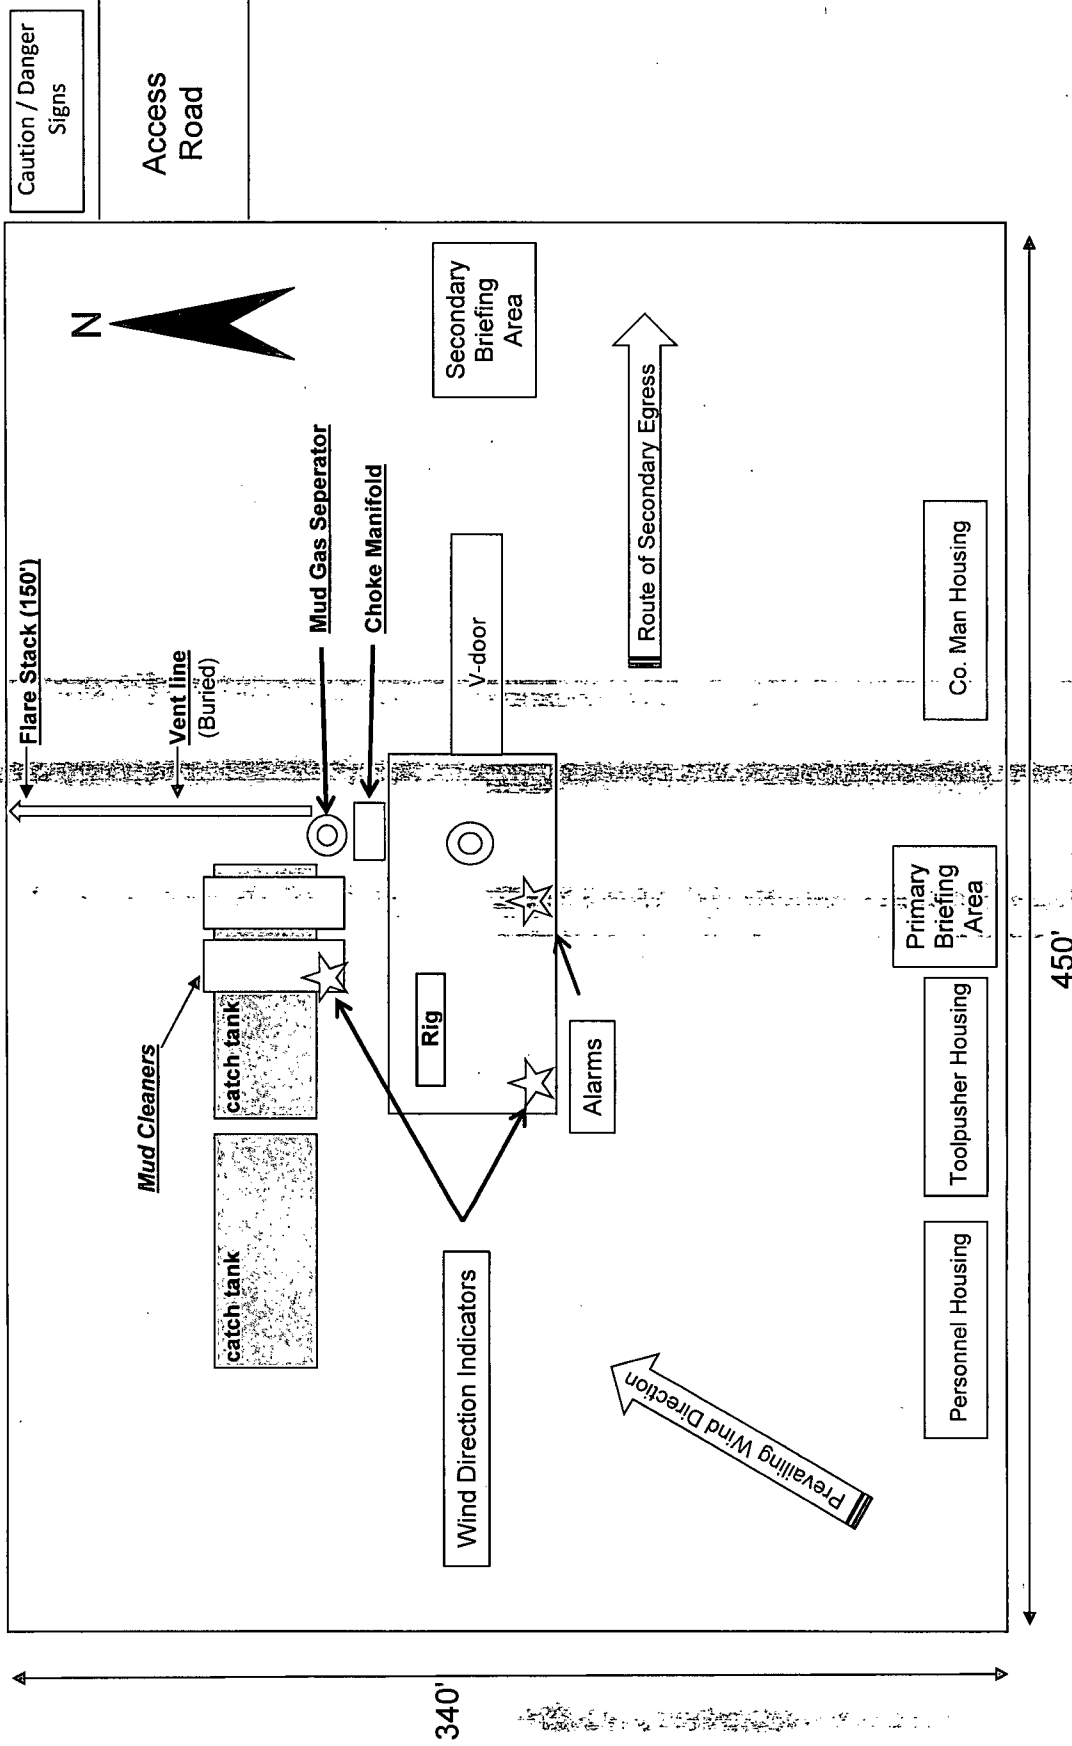 Caution / Danger
Signs
Access
Road
N
Secondary
Briefing
Area
Flare Stack (150')
Vent line
(Buried)
Mud Gas Seperator
Choke Manifold
V-door
Route of Secondary Egress
Co. Man Housing
Mud Cleaners
catch tank
catch tank
Rig
Alarms
Primary
Briefing
Area
Toolpusher Housing
Personnel Housing
Wind Direction Indicators
Prevailing Wind Direction
340'
450'